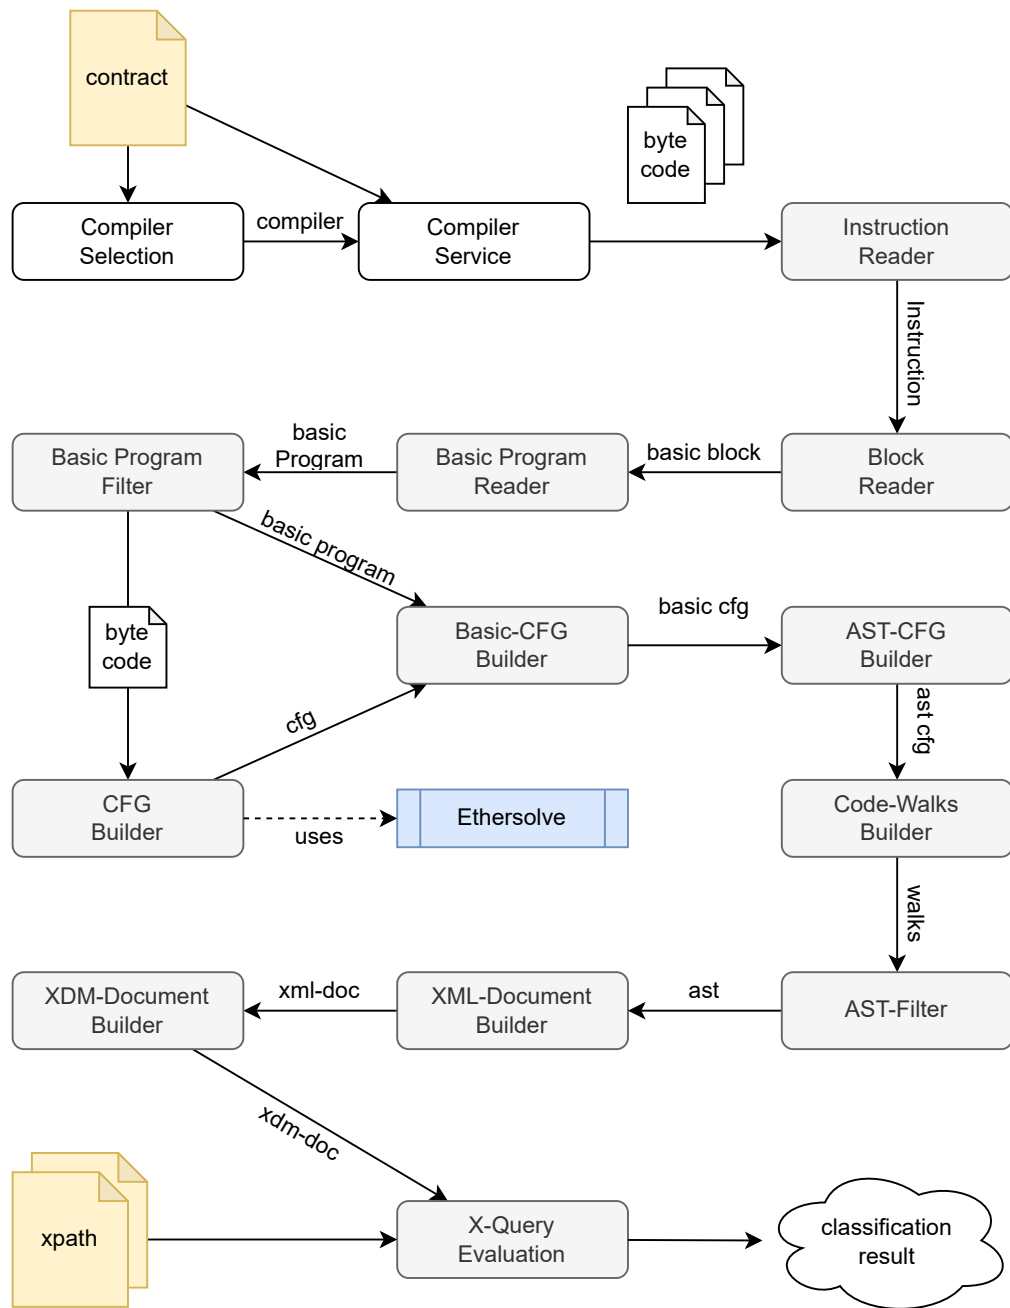 contract
byte
code
Compiler
Selection
compiler
Compiler
Service
Instruction
Reader
Instruction
Basic Program
Filter
basic
Program
Basic Program
Reader
basic block
Block
Reader
basic program
byte
code
Basic-CFG
Builder
basic cfg
AST-CFG
Builder
cfg
ast cfg
CFG
Builder
uses
Ethersolve
Code-Walks
Builder
walks
XDM-Document
Builder
xml-doc
XML-Document
Builder
ast
AST-Filter
xdm-doc
xpath
X-Query
Evaluation
classification
result